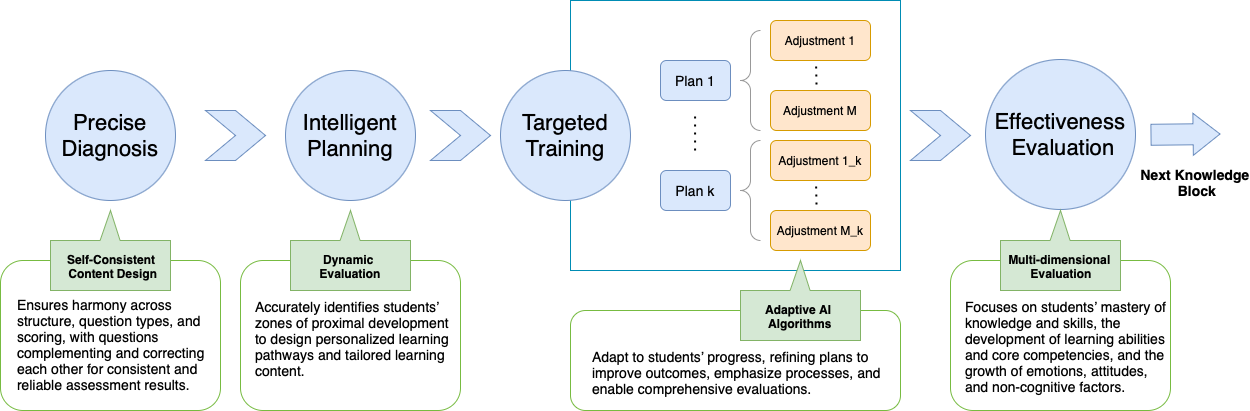 Precise
Diagnosis
Intelligent
Planning
Targeted
Training
Plan 1
Adjustment 1
Adjustment M
Plan k
Adjustment 1_k
Adjustment M_k
Effectiveness
Evaluation
Next Knowledge
Block
Self-Consistent
Content Design
Ensures harmony across
structure, question types, and
scoring, with questions
complementing and correcting
each other for consistent and
reliable assessment results.
Dynamic
Evaluation
Accurately identifies students’
zones of proximal development
to design personalized learning
pathways and tailored learning
content.
Adaptive AI
Algorithms
Adapt to students’ progress, refining plans to
improve outcomes, emphasize processes, and
enable comprehensive evaluations.
Multi-dimensional
Evaluation
Focuses on students’ mastery of
knowledge and skills, the
development of learning abilities
and core competencies, and the
growth of emotions, attitudes,
and non-cognitive factors.